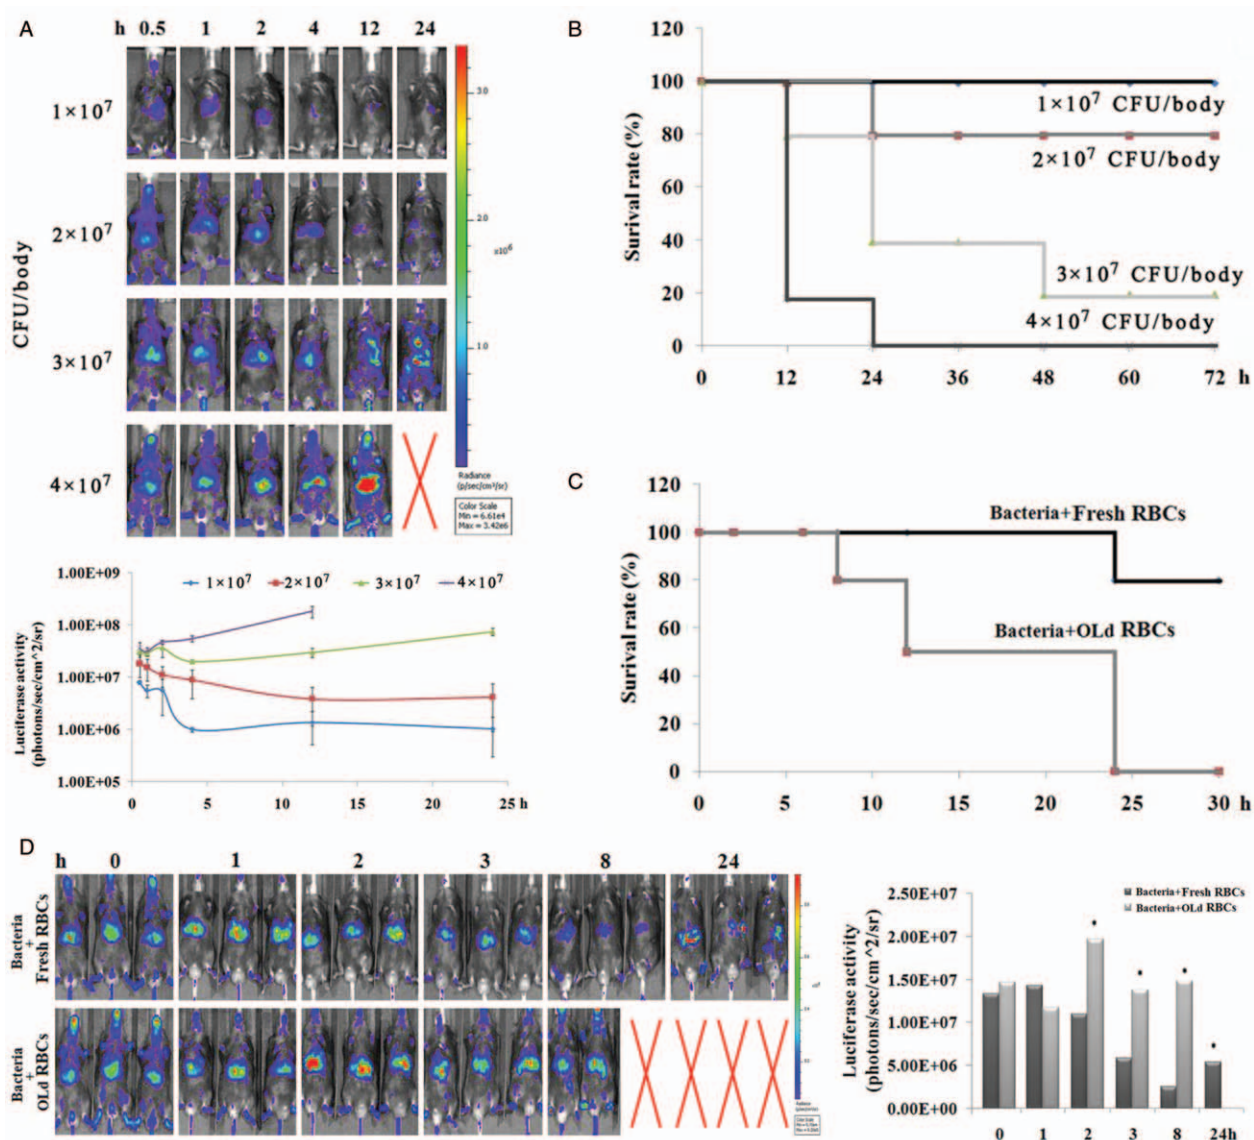 A
h 0.5 1 2 4 12 24
1×10⁷
2×10⁷
3×10⁷
4×10⁷
CFU/body
3.0
2.0
×10⁶
1.0
Radiance
(p/sec/cm²/sr)
Color Scale
Min = 6.61e4
Max = 3.42e6
1×10⁷ 2×10⁷ 3×10⁷ 4×10⁷
Luciferase activity
(photons/sec/cm^2/sr)
1.00E+09
1.00E+08
1.00E+07
1.00E+06
1.00E+05
0 5 10 15 20 25 h
B
Surival rate (%)
120
100
80
60
40
20
0
1×10⁷ CFU/body
2×10⁷ CFU/body
3×10⁷ CFU/body
4×10⁷ CFU/body
0 12 24 36 48 60 72 h
C
Surival rate (%)
120
100
80
60
40
20
0
Bacteria+Fresh RBCs
Bacteria+OLd RBCs
0 5 10 15 20 25 30 h
D
h 0 1 2 3 8 24
Bacteria
+
Fresh RBCs
Bacteria
+
OLd RBCs
Luciferase activity
(photons/sec/cm^2/sr)
2.50E+07
2.00E+07
1.50E+07
1.00E+07
5.00E+06
0.00E+00
Bacteria+Fresh RBCs
Bacteria+OLd RBCs
0 1 2 3 8 24h